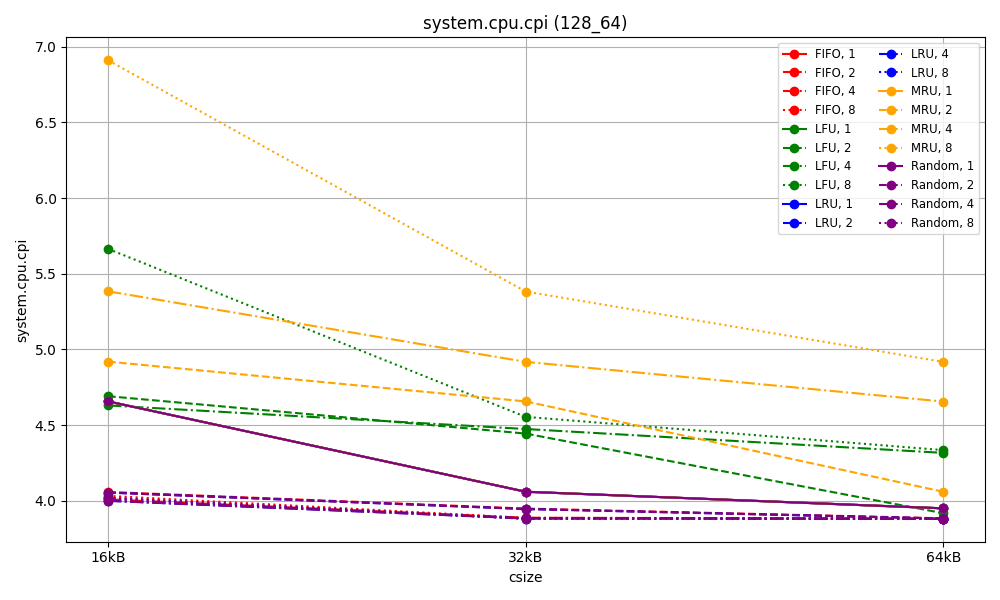 system.cpu.cpi (128_64)
system.cpu.cpi
7.0
6.5
6.0
5.5
5.0
4.5
4.0
16kB
32kB
64kB
csize
FIFO, 1
FIFO, 2
FIFO, 4
FIFO, 8
LFU, 1
LFU, 2
LFU, 4
LFU, 8
LRU, 1
LRU, 2
LRU, 4
LRU, 8
MRU, 1
MRU, 2
MRU, 4
MRU, 8
Random, 1
Random, 2
Random, 4
Random, 8